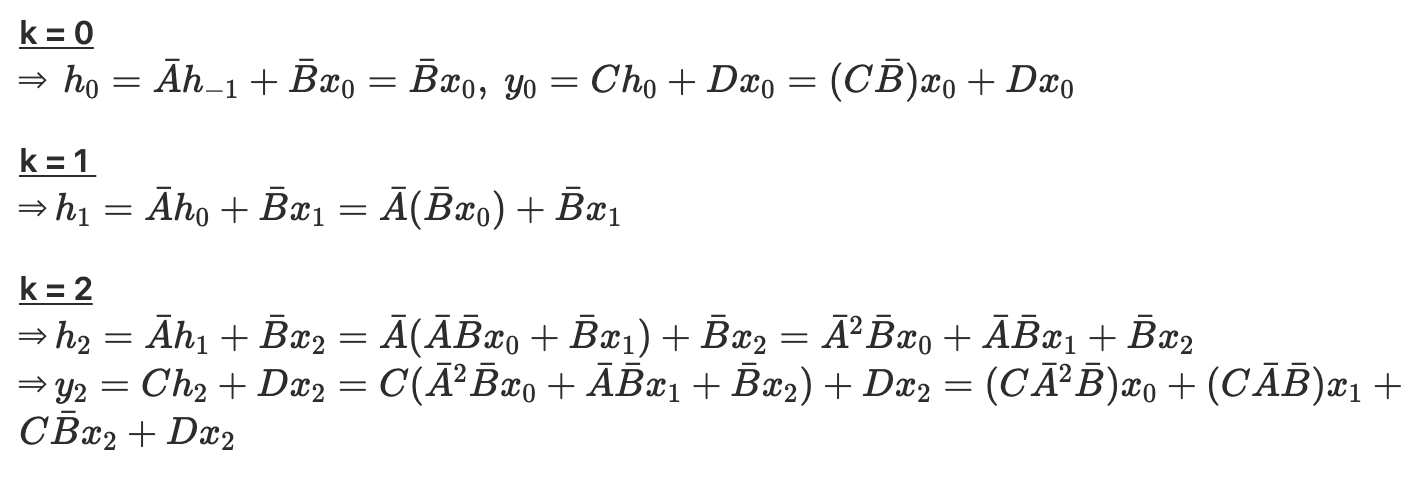 k = 0
⇒ h₀ = Āh₋₁ + B̄x₀ = B̄x₀, y₀ = Ch₀ + Dx₀ = (CB̄)x₀ + Dx₀
k = 1
⇒ h₁ = Āh₀ + B̄x₁ = Ā(B̄x₀) + B̄x₁
k = 2
⇒ h₂ = Āh₁ + B̄x₂ = Ā(ĀB̄x₀ + B̄x₁) + B̄x₂ = Ā²B̄x₀ + ĀB̄x₁ + B̄x₂
⇒ y₂ = Ch₂ + Dx₂ = C(Ā²B̄x₀ + ĀB̄x₁ + B̄x₂) + Dx₂ = (CĀ²B̄)x₀ + (CĀB̄)x₁ +
CB̄x₂ + Dx₂